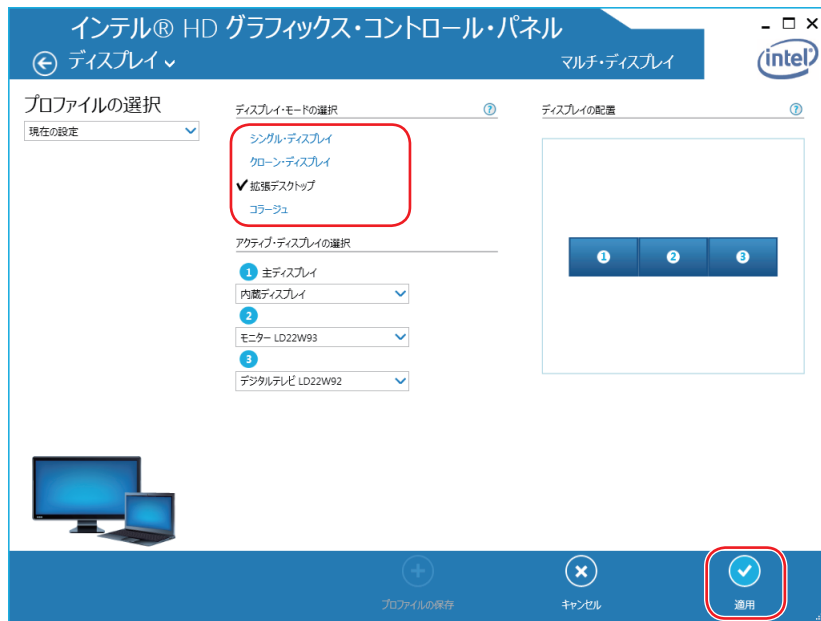 インテル® HD グラフィックス・コントロール・パネル
ディスプレイ
マルチ・ディスプレイ
intel
プロファイルの選択
現在の設定
ディスプレイ・モードの選択
?
シングル・ディスプレイ
クローン・ディスプレイ
拡張デスクトップ
コラージュ
アクティブ・ディスプレイの選択
1 主ディスプレイ
内蔵ディスプレイ
2
モニター LD22W93
3
デジタルテレビ LD22W92
ディスプレイの配置
?
1 2 3
プロファイルの保存
キャンセル
適用